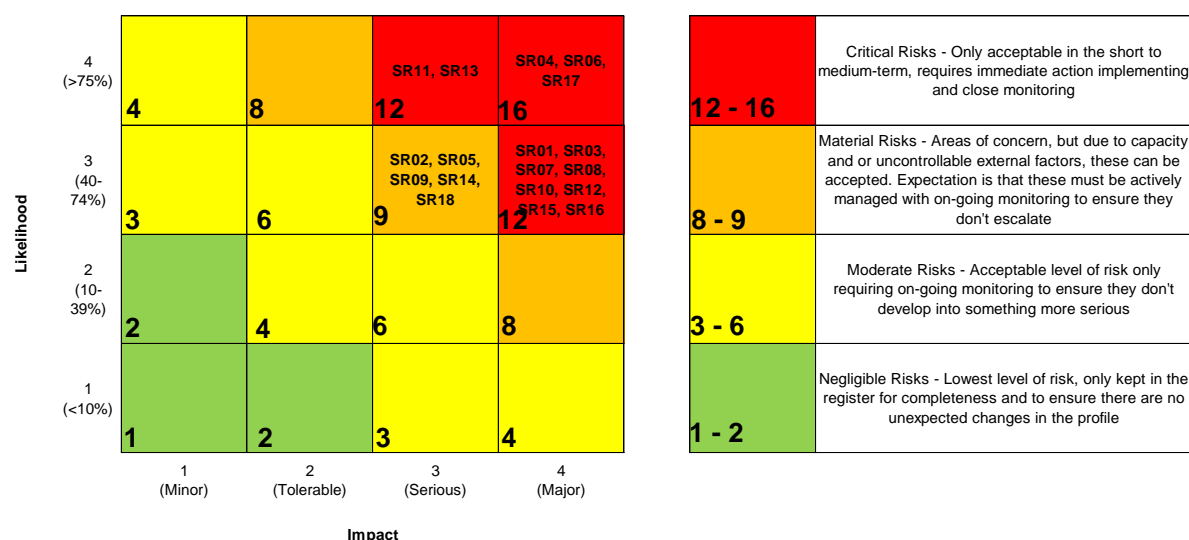 4
(>75%)
SR11, SR13
SR04, SR06,
SR17
4
8
12
16
3
(40-
74%)
SR02, SR05,
SR09, SR14,
SR18
SR01, SR03,
SR07, SR08,
SR10, SR12,
SR15, SR16
3
6
9
12
Likelihood
2
(10-
39%)
2
4
6
8
1
(<10%)
1
2
3
4
1
(Minor)
2
(Tolerable)
3
(Serious)
4
(Major)
Impact
12 - 16
Critical Risks - Only acceptable in the short to
medium-term, requires immediate action implementing
and close monitoring
8 - 9
Material Risks - Areas of concern, but due to capacity
and or uncontrollable external factors, these can be
accepted. Expectation is that these must be actively
managed with on-going monitoring to ensure they
don't escalate
3 - 6
Moderate Risks - Acceptable level of risk only
requiring on-going monitoring to ensure they don't
develop into something more serious
1 - 2
Negligible Risks - Lowest level of risk, only kept in the
register for completeness and to ensure there are no
unexpected changes in the profile